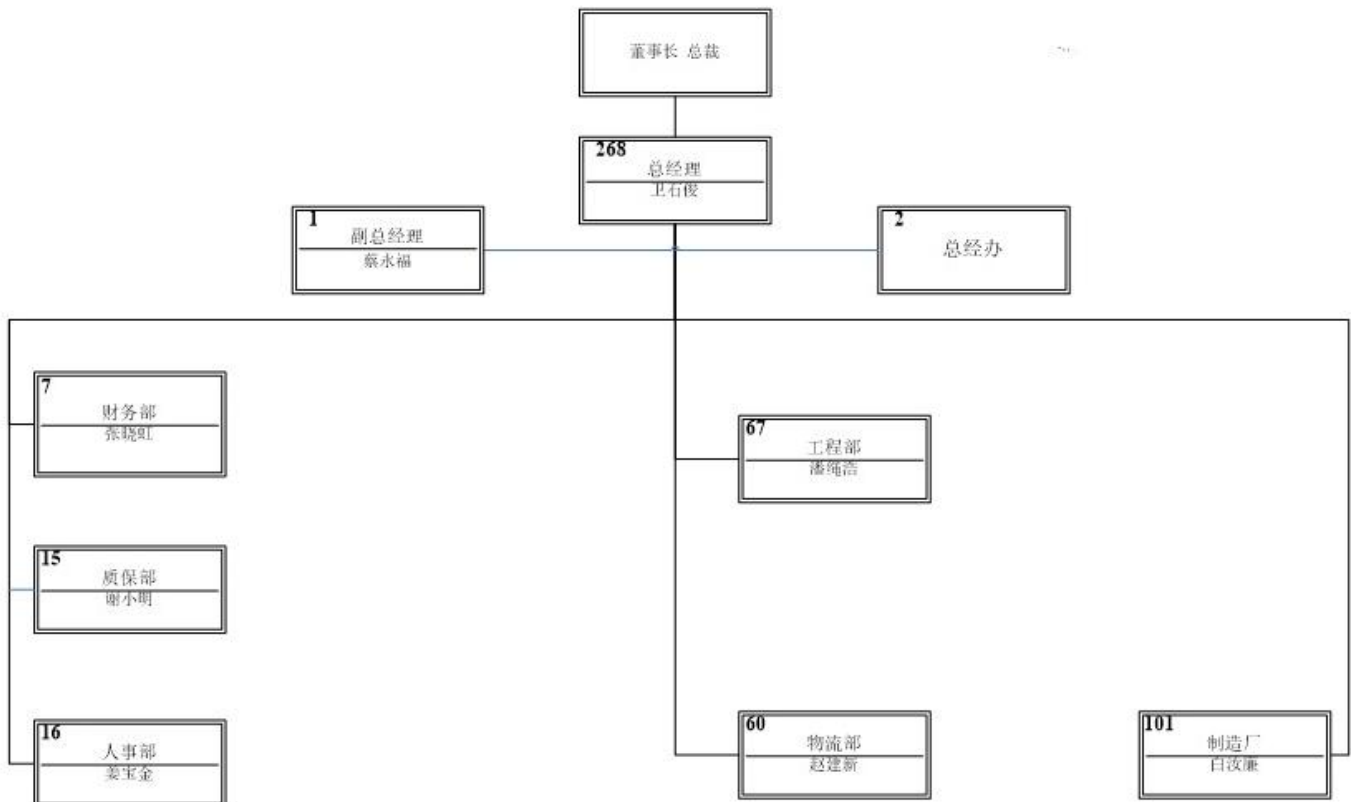 董事长 总裁
268
总经理
卫石俊
1
副总经理
蔡永福
2
总经办
7
财务部
张晓虹
67
工程部
潘绳浩
15
质保部
谢小明
16
人事部
姜宝金
60
物流部
赵建新
101
制造厂
白汝廉